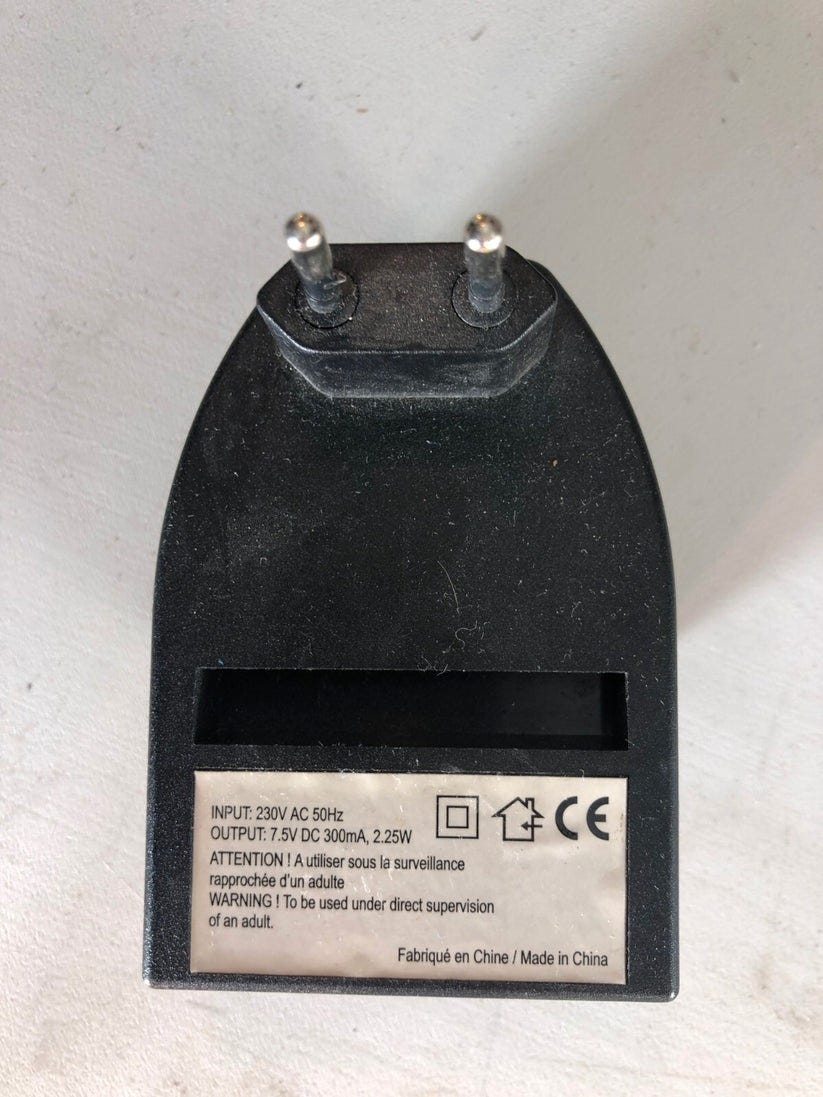 INPUT: 230V AC 50Hz
OUTPUT: 7.5V DC 300mA, 2.25W
CE
ATTENTION ! A utiliser sous la surveillance
rapprochée d'un adulte
WARNING ! To be used under direct supervision
of an adult.
Fabriqué en Chine / Made in China